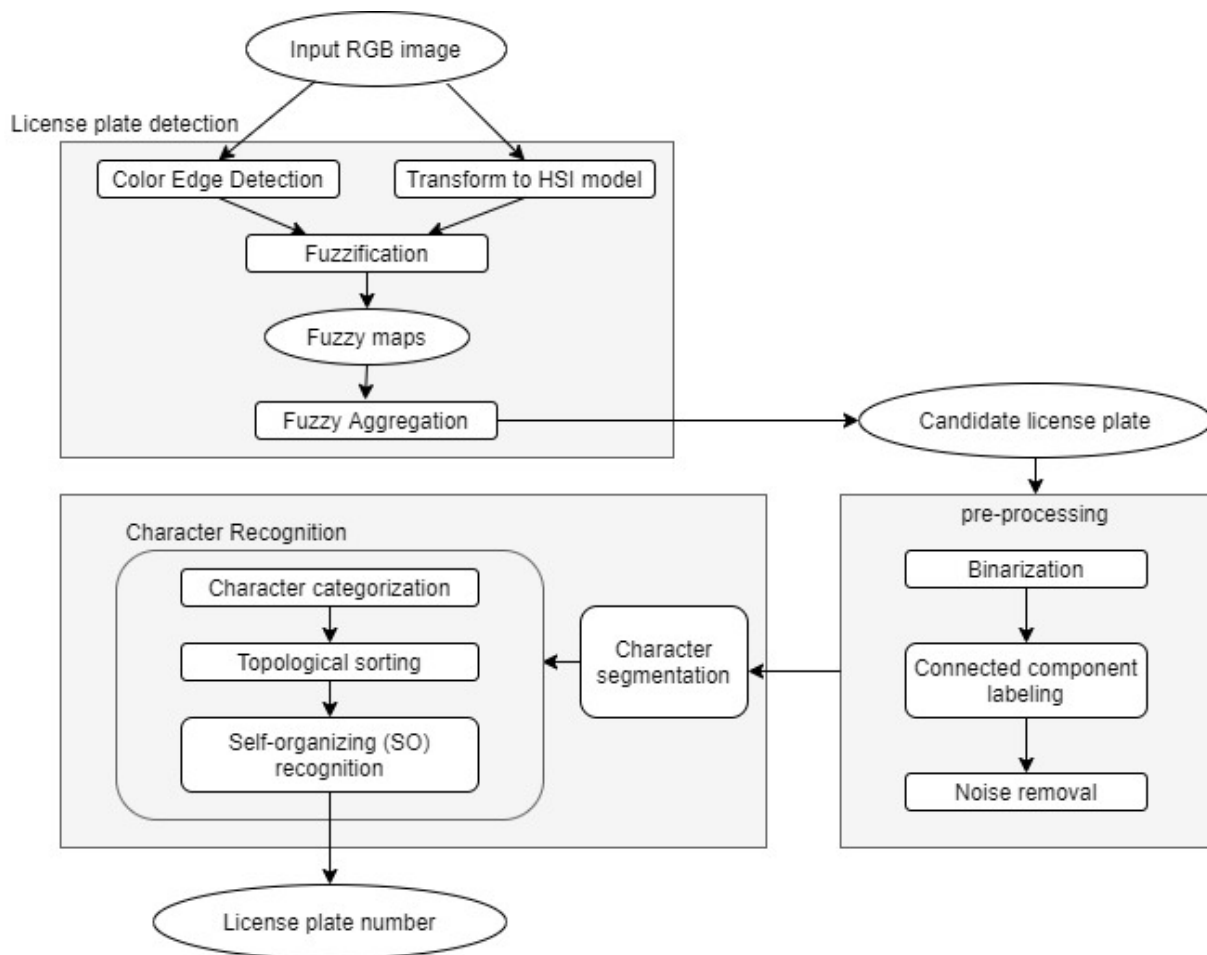 Input RGB image
License plate detection
Color Edge Detection
Transform to HSI model
Fuzzification
Fuzzy maps
Fuzzy Aggregation
Candidate license plate
pre-processing
Binarization
Connected component
labeling
Noise removal
Character
segmentation
Character Recognition
Character categorization
Topological sorting
Self-organizing (SO)
recognition
License plate number